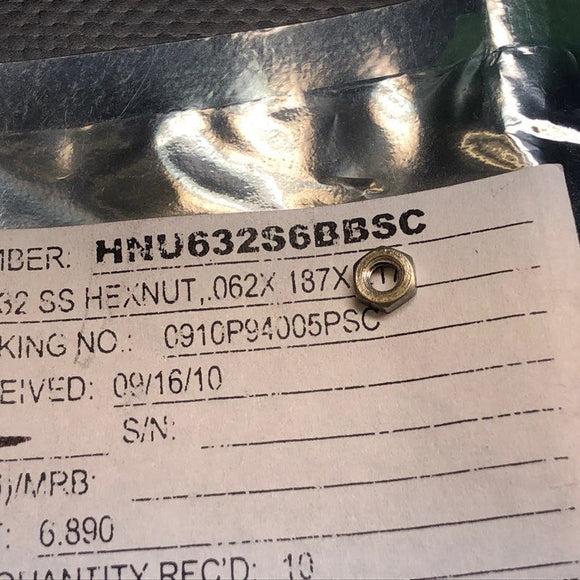 MBER: HNU632S6BBSC
32 SS HEXNUT,.062X 187X
KING NO.: 0910P94005PSC
EIVED: 09/16/10
S/N:
)/MRB:
: 6.890
QUANTITY REC'D: 10